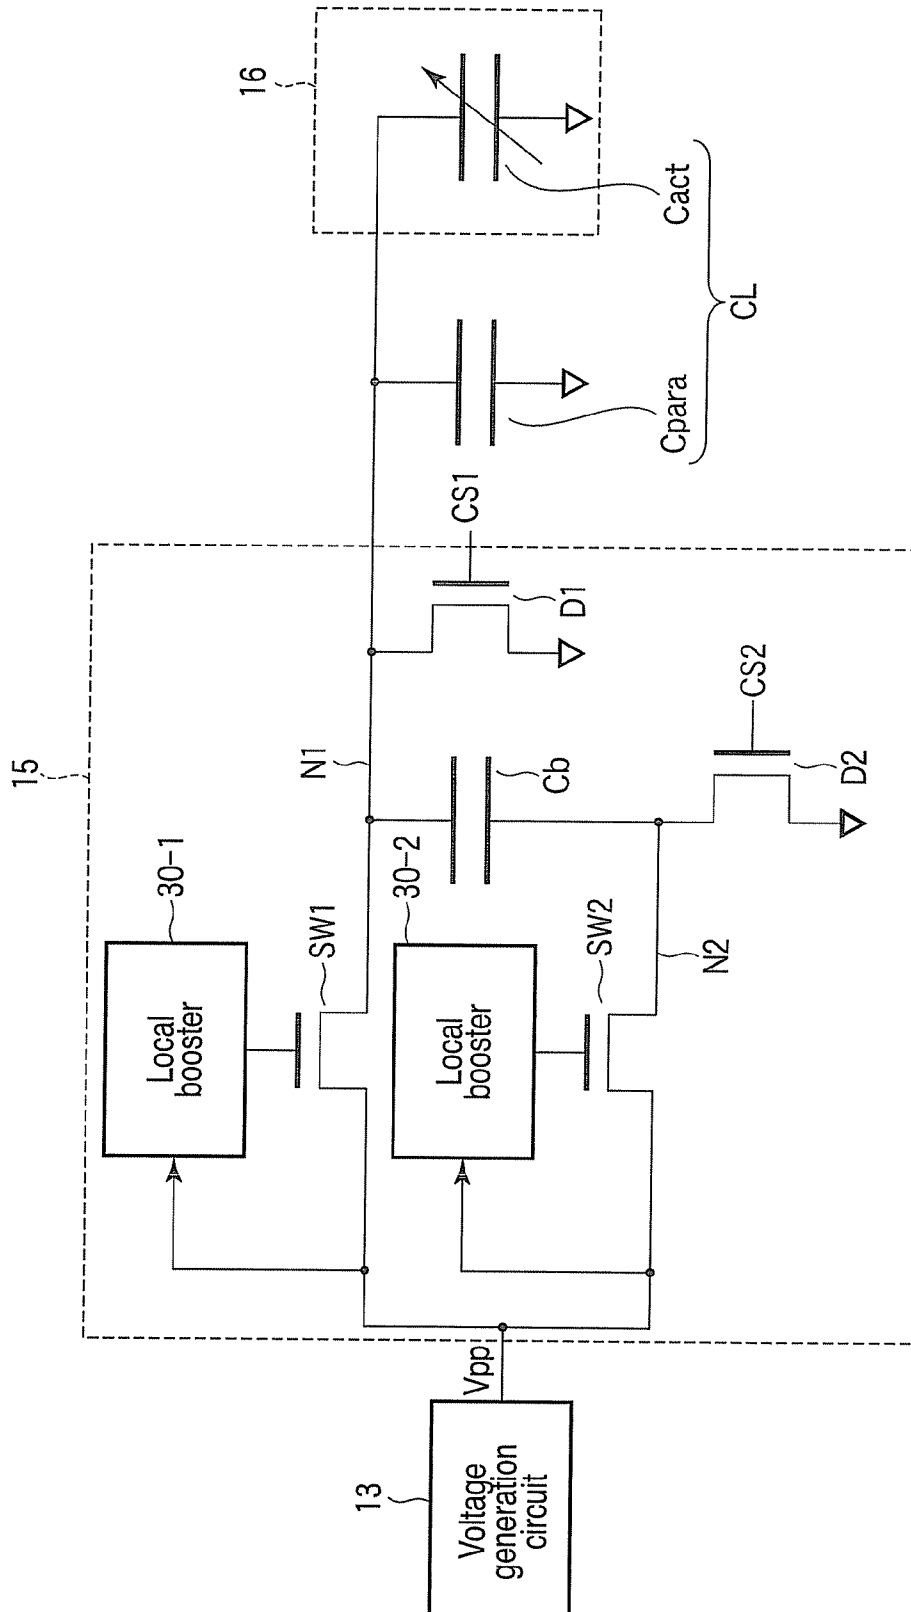 13
Voltage
generation
circuit
Vpp
15
30-1
Local
booster
SW1
N1
30-2
Local
booster
SW2
N2
Cb
D1
CS1
D2
CS2
16
Cpara
Cact
CL